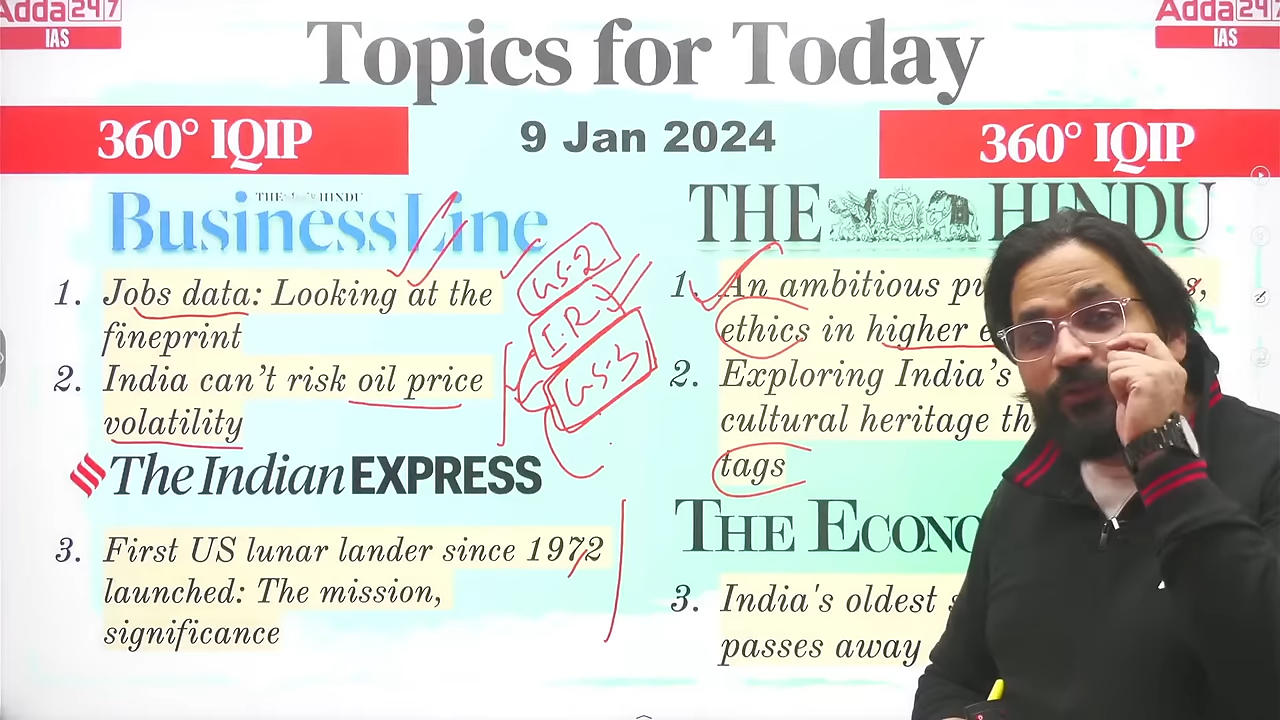 Adda247
IAS
Adda247
IAS
Topics for Today
360° IQIP
9 Jan 2024
360° IQIP
THE HINDU
BusinessLine
1. Jobs data: Looking at the
fineprint
2. India can't risk oil price
volatility
The Indian EXPRESS
3. First US lunar lander since 1972
launched: The mission,
significance
GS-2
I.R
GS-3
THE HINDU
1. An ambitious
ethics in higher
2. Exploring India's
cultural heritage
tags
THE
3. India's oldest
passes away